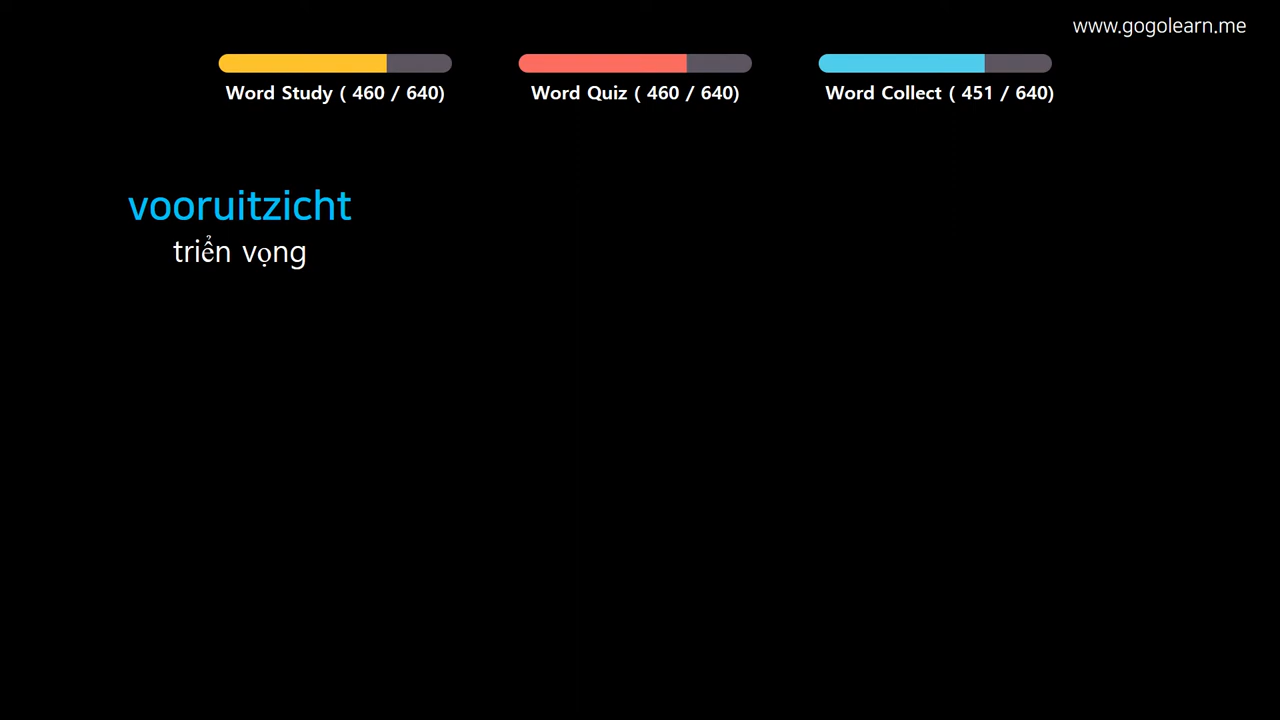 www.gogolearn.me
Word Study ( 460 / 640)
Word Quiz ( 460 / 640)
Word Collect ( 451 / 640)
vooruitzicht
triển vọng